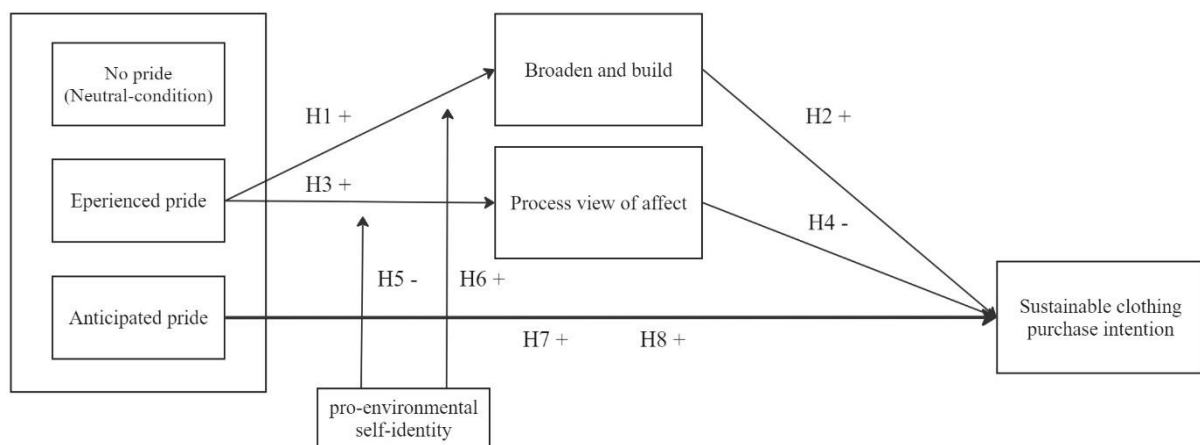 No pride
(Neutral-condition)
Broaden and build
H1 +
H2 +
Eperienced pride
H3 +
Process view of affect
H4 -
H5 -
H6 +
Anticipated pride
Sustainable clothing
purchase intention
H7 +
H8 +
pro-environmental
self-identity